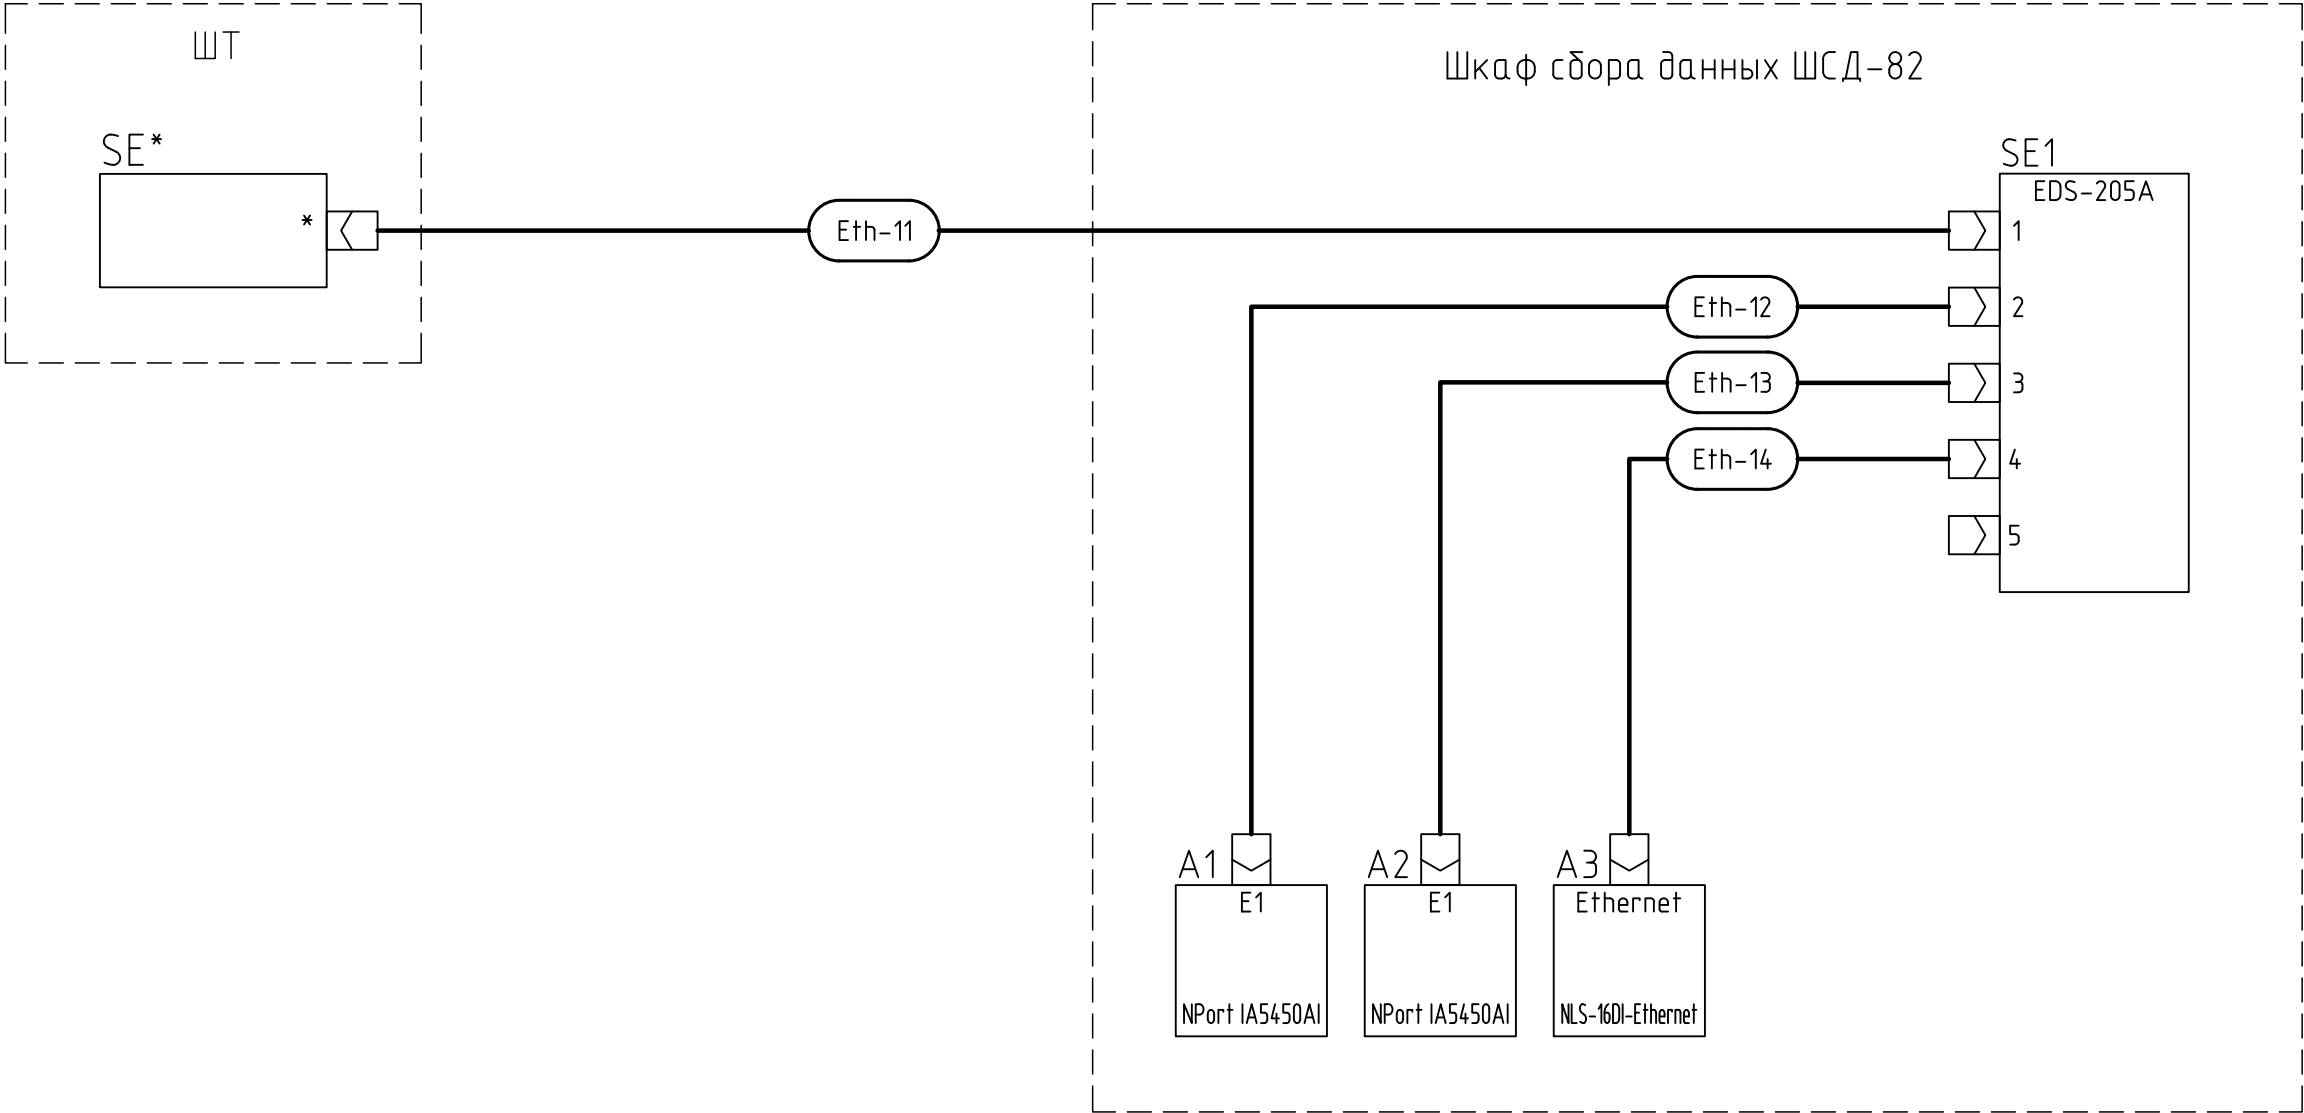 ШТ
Шкаф сбора данных ШСД-82
SE*
*
SE1
EDS-205A
Eth-11
1
Eth-12
2
Eth-13
3
Eth-14
4
5
A1
A2
A3
E1
E1
Ethernet
NPort IA5450AI
NPort IA5450AI
NLS-16DI-Ethernet